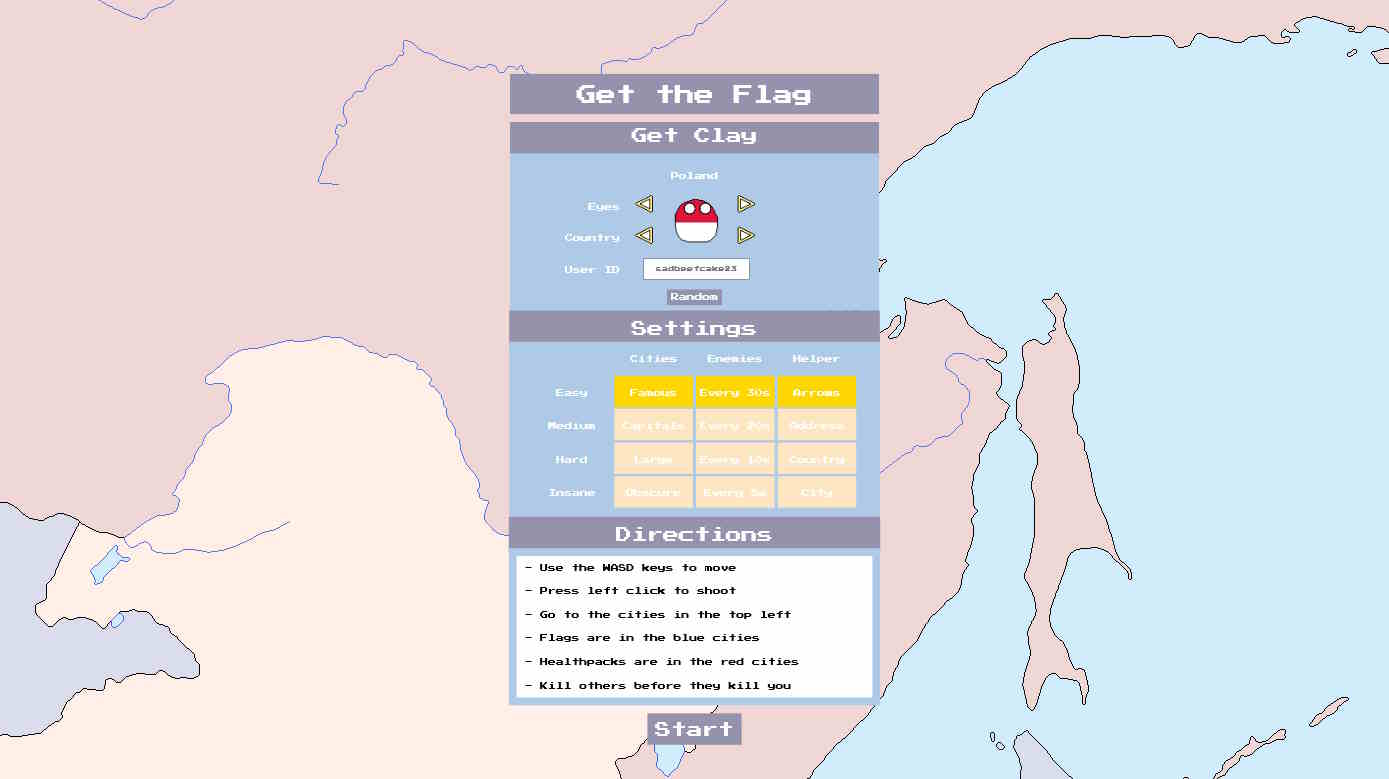 Get the Flag
Get Clay
Poland
Eyes
Country
User ID sadbeefcake23
Random
Settings
Cities Enemies Helper
Easy Famous Every 30s Arrows
Medium Capitals Every 20s Address
Hard Large Every 10s Country
Insane Obscure Every 5s City
Directions
- Use the WASD keys to move
- Press left click to shoot
- Go to the cities in the top left
- Flags are in the blue cities
- Healthpacks are in the red cities
- Kill others before they kill you
Start